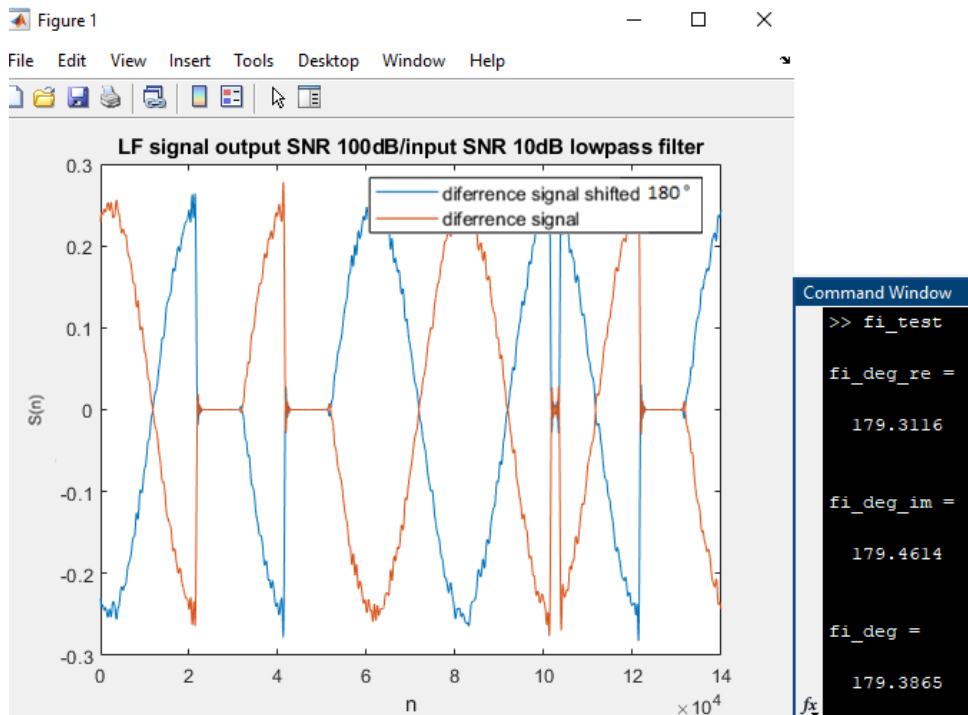 Figure 1
File Edit View Insert Tools Desktop Window Help
LF signal output SNR 100dB/input SNR 10dB lowpass filter
diferrence signal shifted 180°
diferrence signal
0.3
0.2
0.1
0
-0.1
-0.2
-0.3
S(n)
0 2 4 6 8 10 12 14
n
×10⁴
Command Window
>> fi_test
fi_deg_re =
179.3116
fi_deg_im =
179.4614
fi_deg =
179.3865
fx